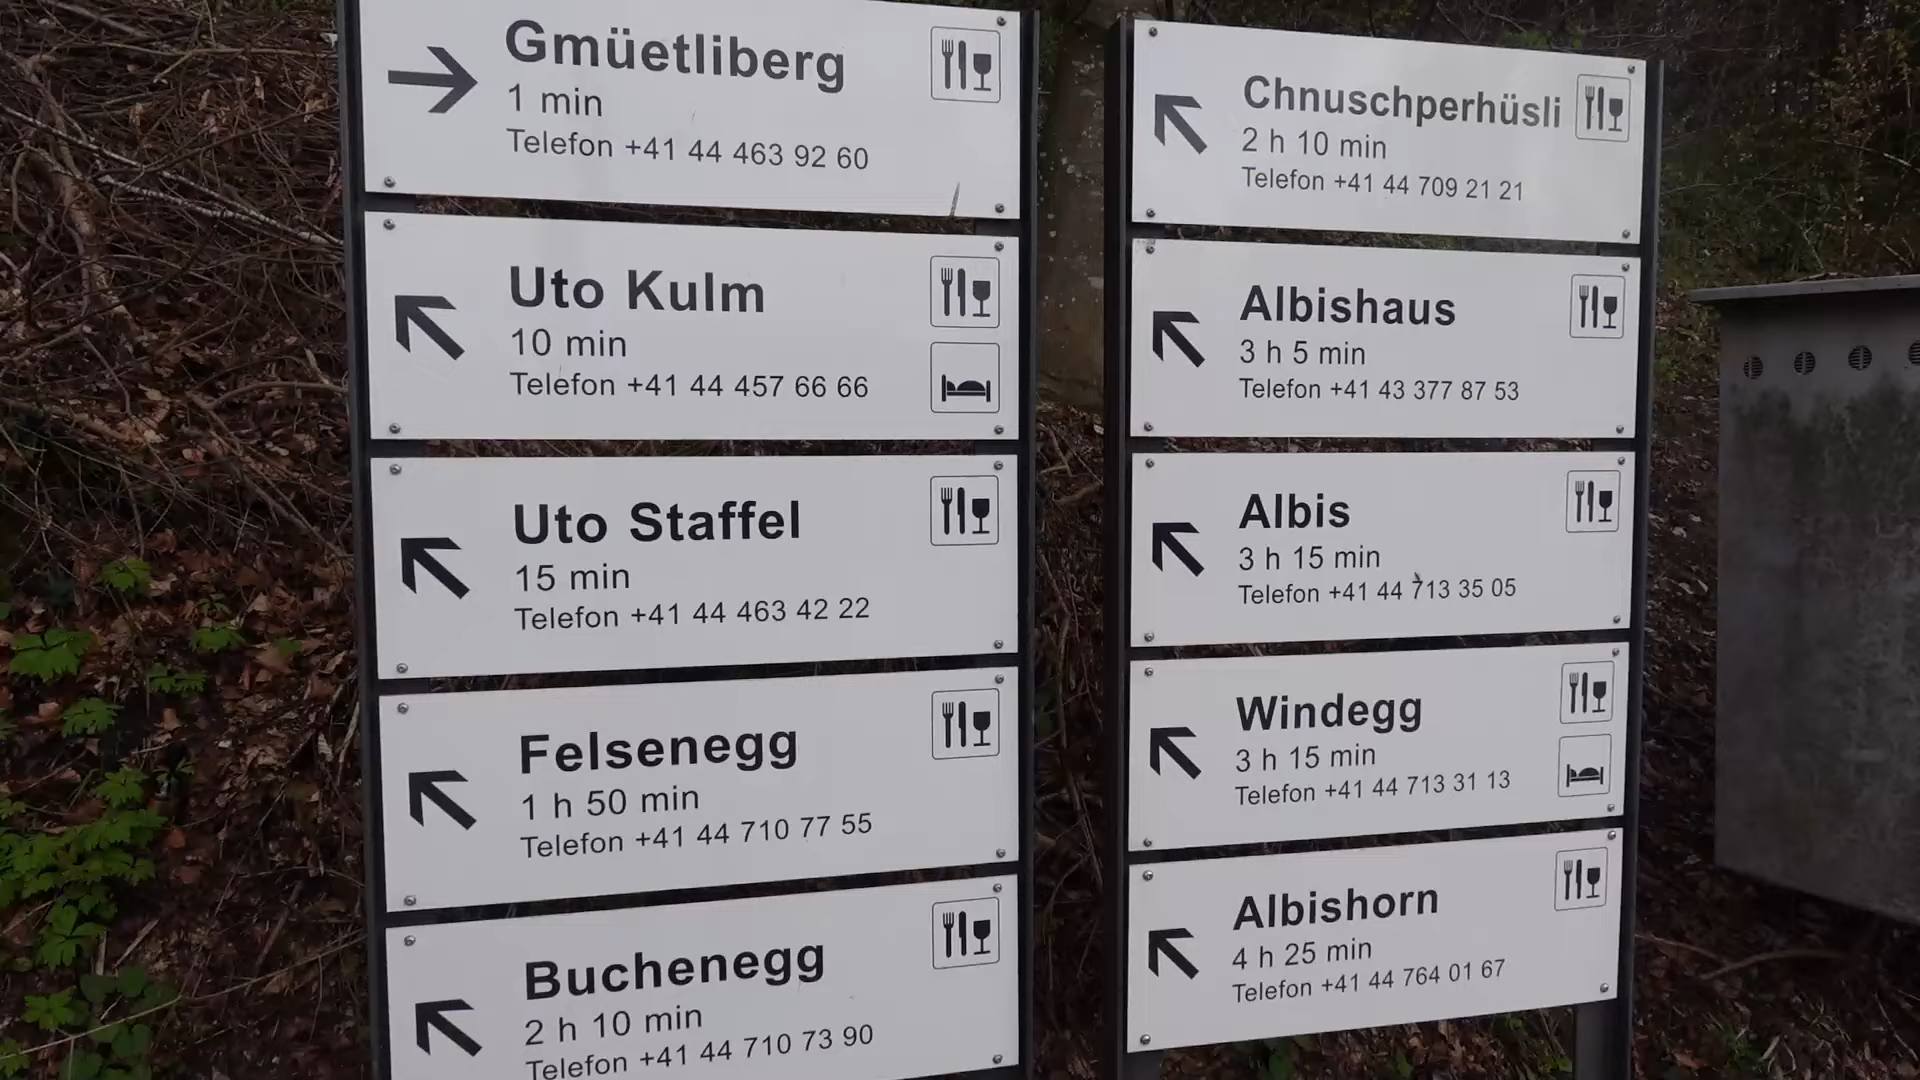 Gmüetliberg
1 min
Telefon +41 44 463 92 60
Uto Kulm
10 min
Telefon +41 44 457 66 66
Uto Staffel
15 min
Telefon +41 44 463 42 22
Felsenegg
1 h 50 min
Telefon +41 44 710 77 55
Buchenegg
2 h 10 min
Telefon +41 44 710 73 90
Chnuschperhüsli
2 h 10 min
Telefon +41 44 709 21 21
Albishaus
3 h 5 min
Telefon +41 43 377 87 53
Albis
3 h 15 min
Telefon +41 44 713 35 05
Windegg
3 h 15 min
Telefon +41 44 713 31 13
Albishorn
4 h 25 min
Telefon +41 44 764 01 67